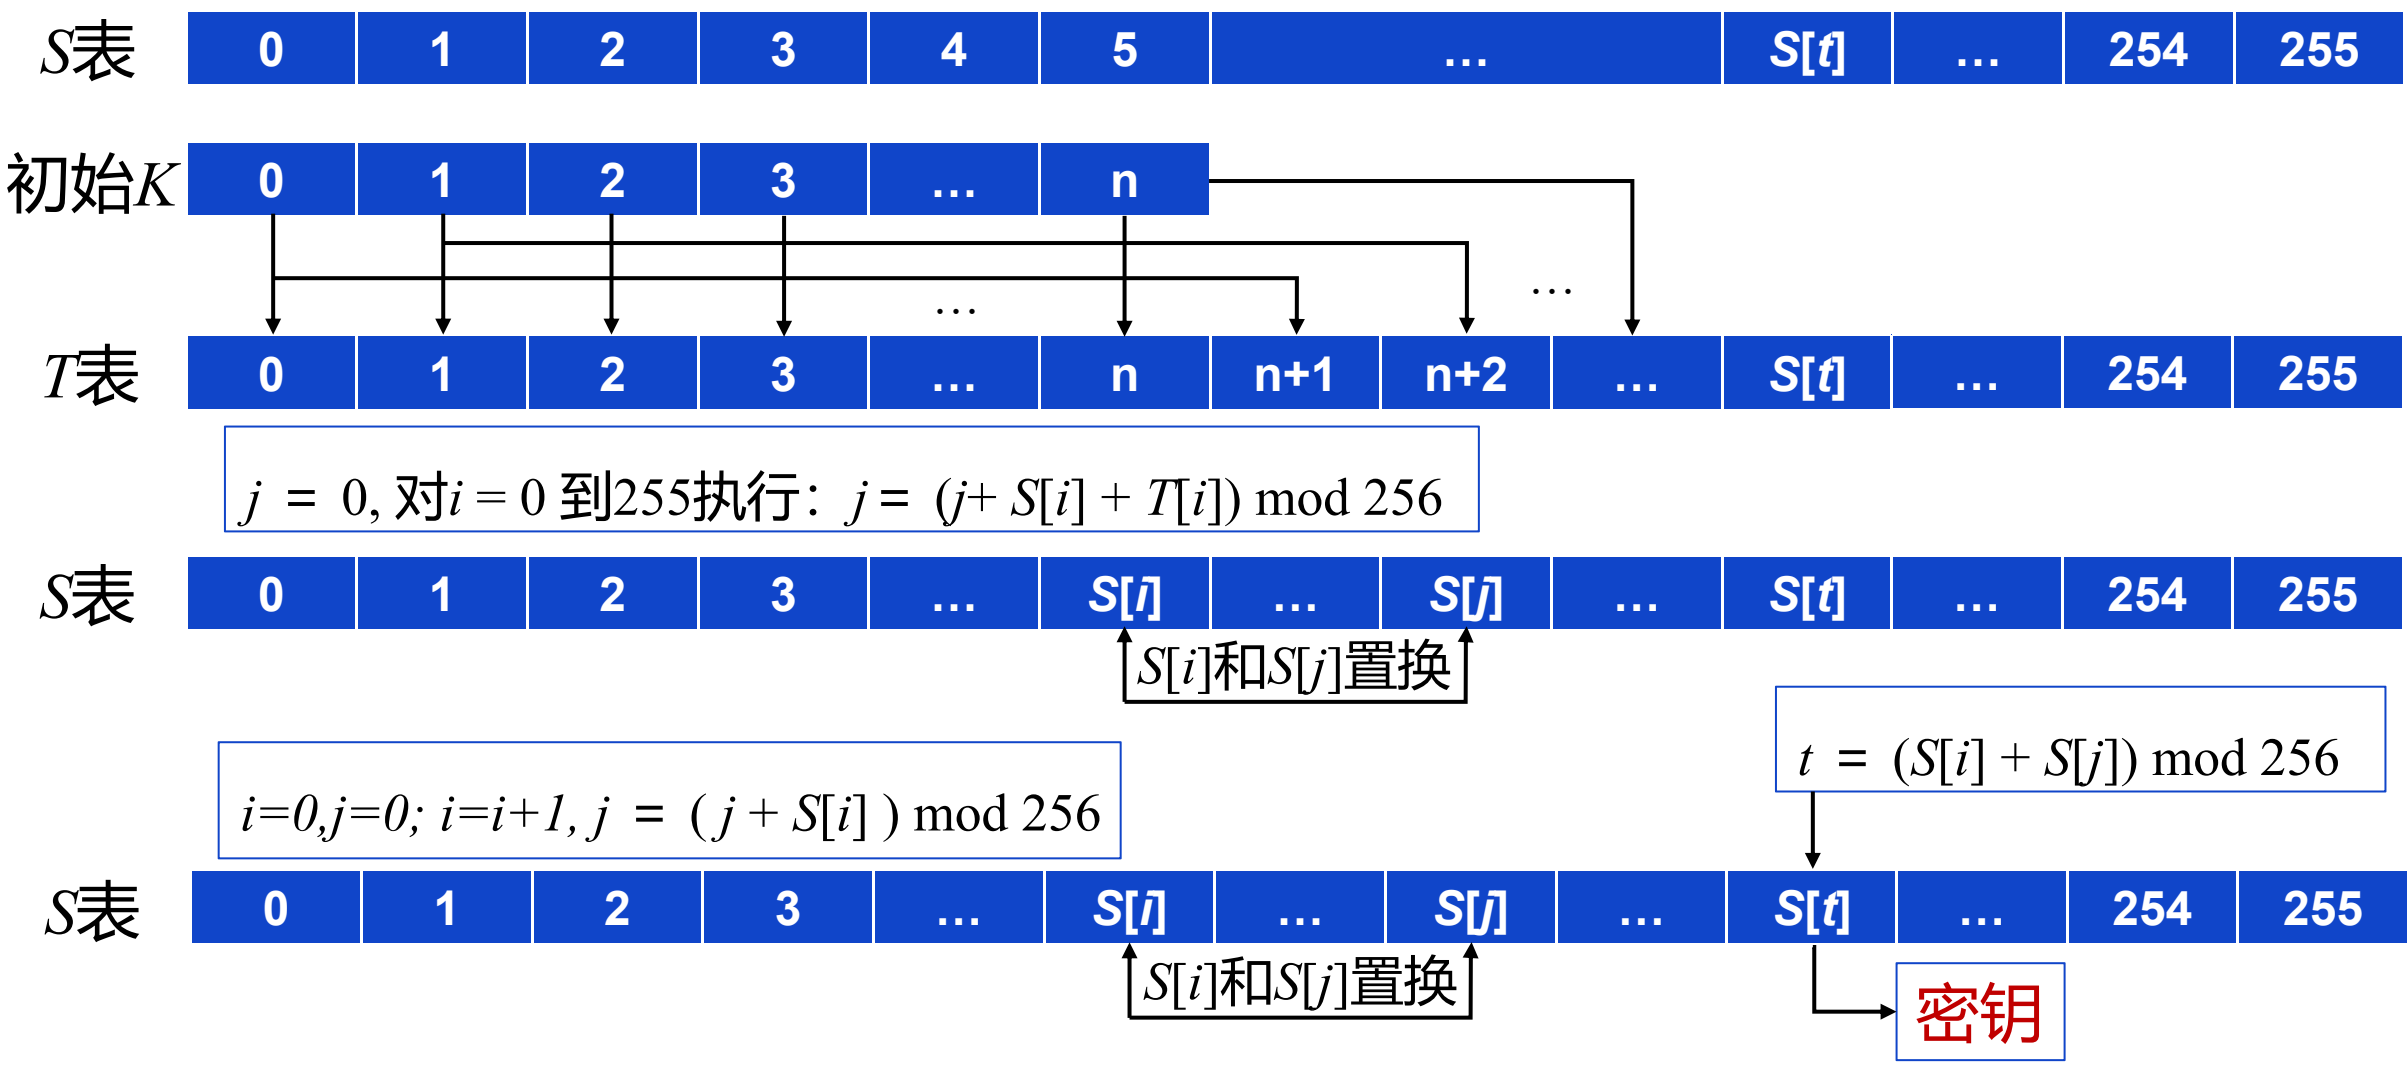 S表 0 1 2 3 4 5 … S[t] … 254 255
初始K 0 1 2 3 … n
… …
T表 0 1 2 3 … n n+1 n+2 … S[t] … 254 255
j = 0, 对i = 0 到255执行：j = (j+ S[i] + T[i]) mod 256
S表 0 1 2 3 … S[i] … S[j] … S[t] … 254 255
S[i]和S[j]置换
t = (S[i] + S[j]) mod 256
i=0,j=0; i=i+1, j = ( j + S[i] ) mod 256
S表 0 1 2 3 … S[i] … S[j] … S[t] … 254 255
S[i]和S[j]置换
密钥